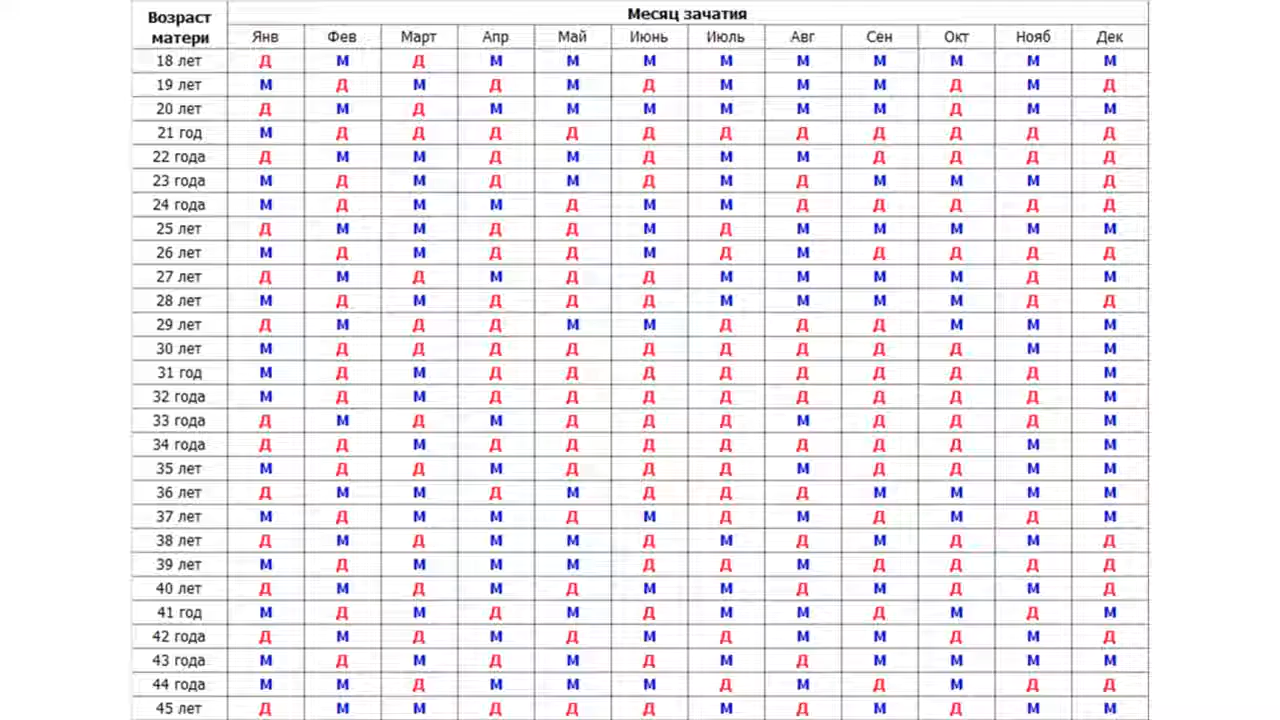 Возраст матери Месяц зачатия
Янв Фев Март Апр Май Июнь Июль Авг Сен Окт Нояб Дек
18 лет Д М Д М М М М М М М М М
19 лет М Д М Д М Д М М М Д М Д
20 лет Д М Д М М М М М М Д М М
21 год М Д Д Д Д Д Д Д Д Д Д Д
22 года Д М М Д М Д М М Д Д Д Д
23 года М Д М Д М Д М Д М М М Д
24 года М Д М М Д М М Д Д Д Д Д
25 лет Д М М Д Д М Д М М М М М
26 лет М Д М Д Д М Д М Д Д Д Д
27 лет Д М Д М Д Д М М М М Д М
28 лет М Д М Д Д Д М М М М Д Д
29 лет Д М Д Д М М Д Д Д М М М
30 лет М Д Д Д Д Д Д Д Д Д М М
31 год М Д М Д Д Д Д Д Д Д Д М
32 года М Д М Д Д Д Д Д Д Д Д М
33 года Д М Д М Д Д Д М Д Д Д М
34 года Д Д М Д Д Д Д Д Д Д М М
35 лет М Д Д М Д Д Д М Д Д М М
36 лет Д М М Д М Д Д Д М М М М
37 лет М Д М М Д М Д М Д М Д М
38 лет Д М Д М М Д М Д М Д М Д
39 лет М Д М М М Д Д М Д Д Д Д
40 лет Д М Д М Д М М Д М Д М Д
41 год М Д М Д М Д М М Д М Д М
42 года Д М Д М Д М Д М М Д М Д
43 года М Д М Д М Д М Д М М М М
44 года М М Д М М М Д М Д М Д Д
45 лет Д М М Д Д Д М Д М Д М М